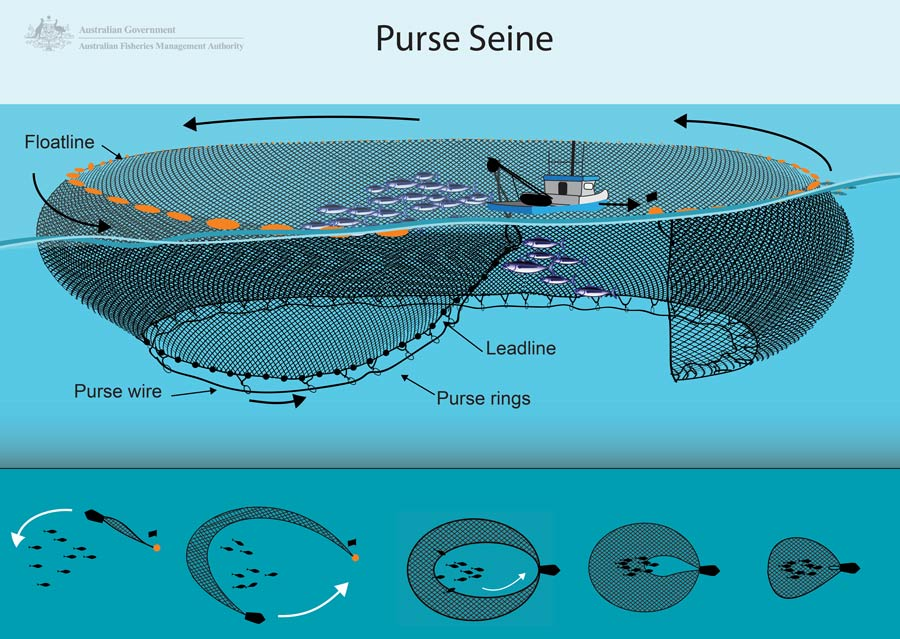 Australian Government
Australian Fisheries Management Authority
Purse Seine
Floatline
Leadline
Purse wire
Purse rings